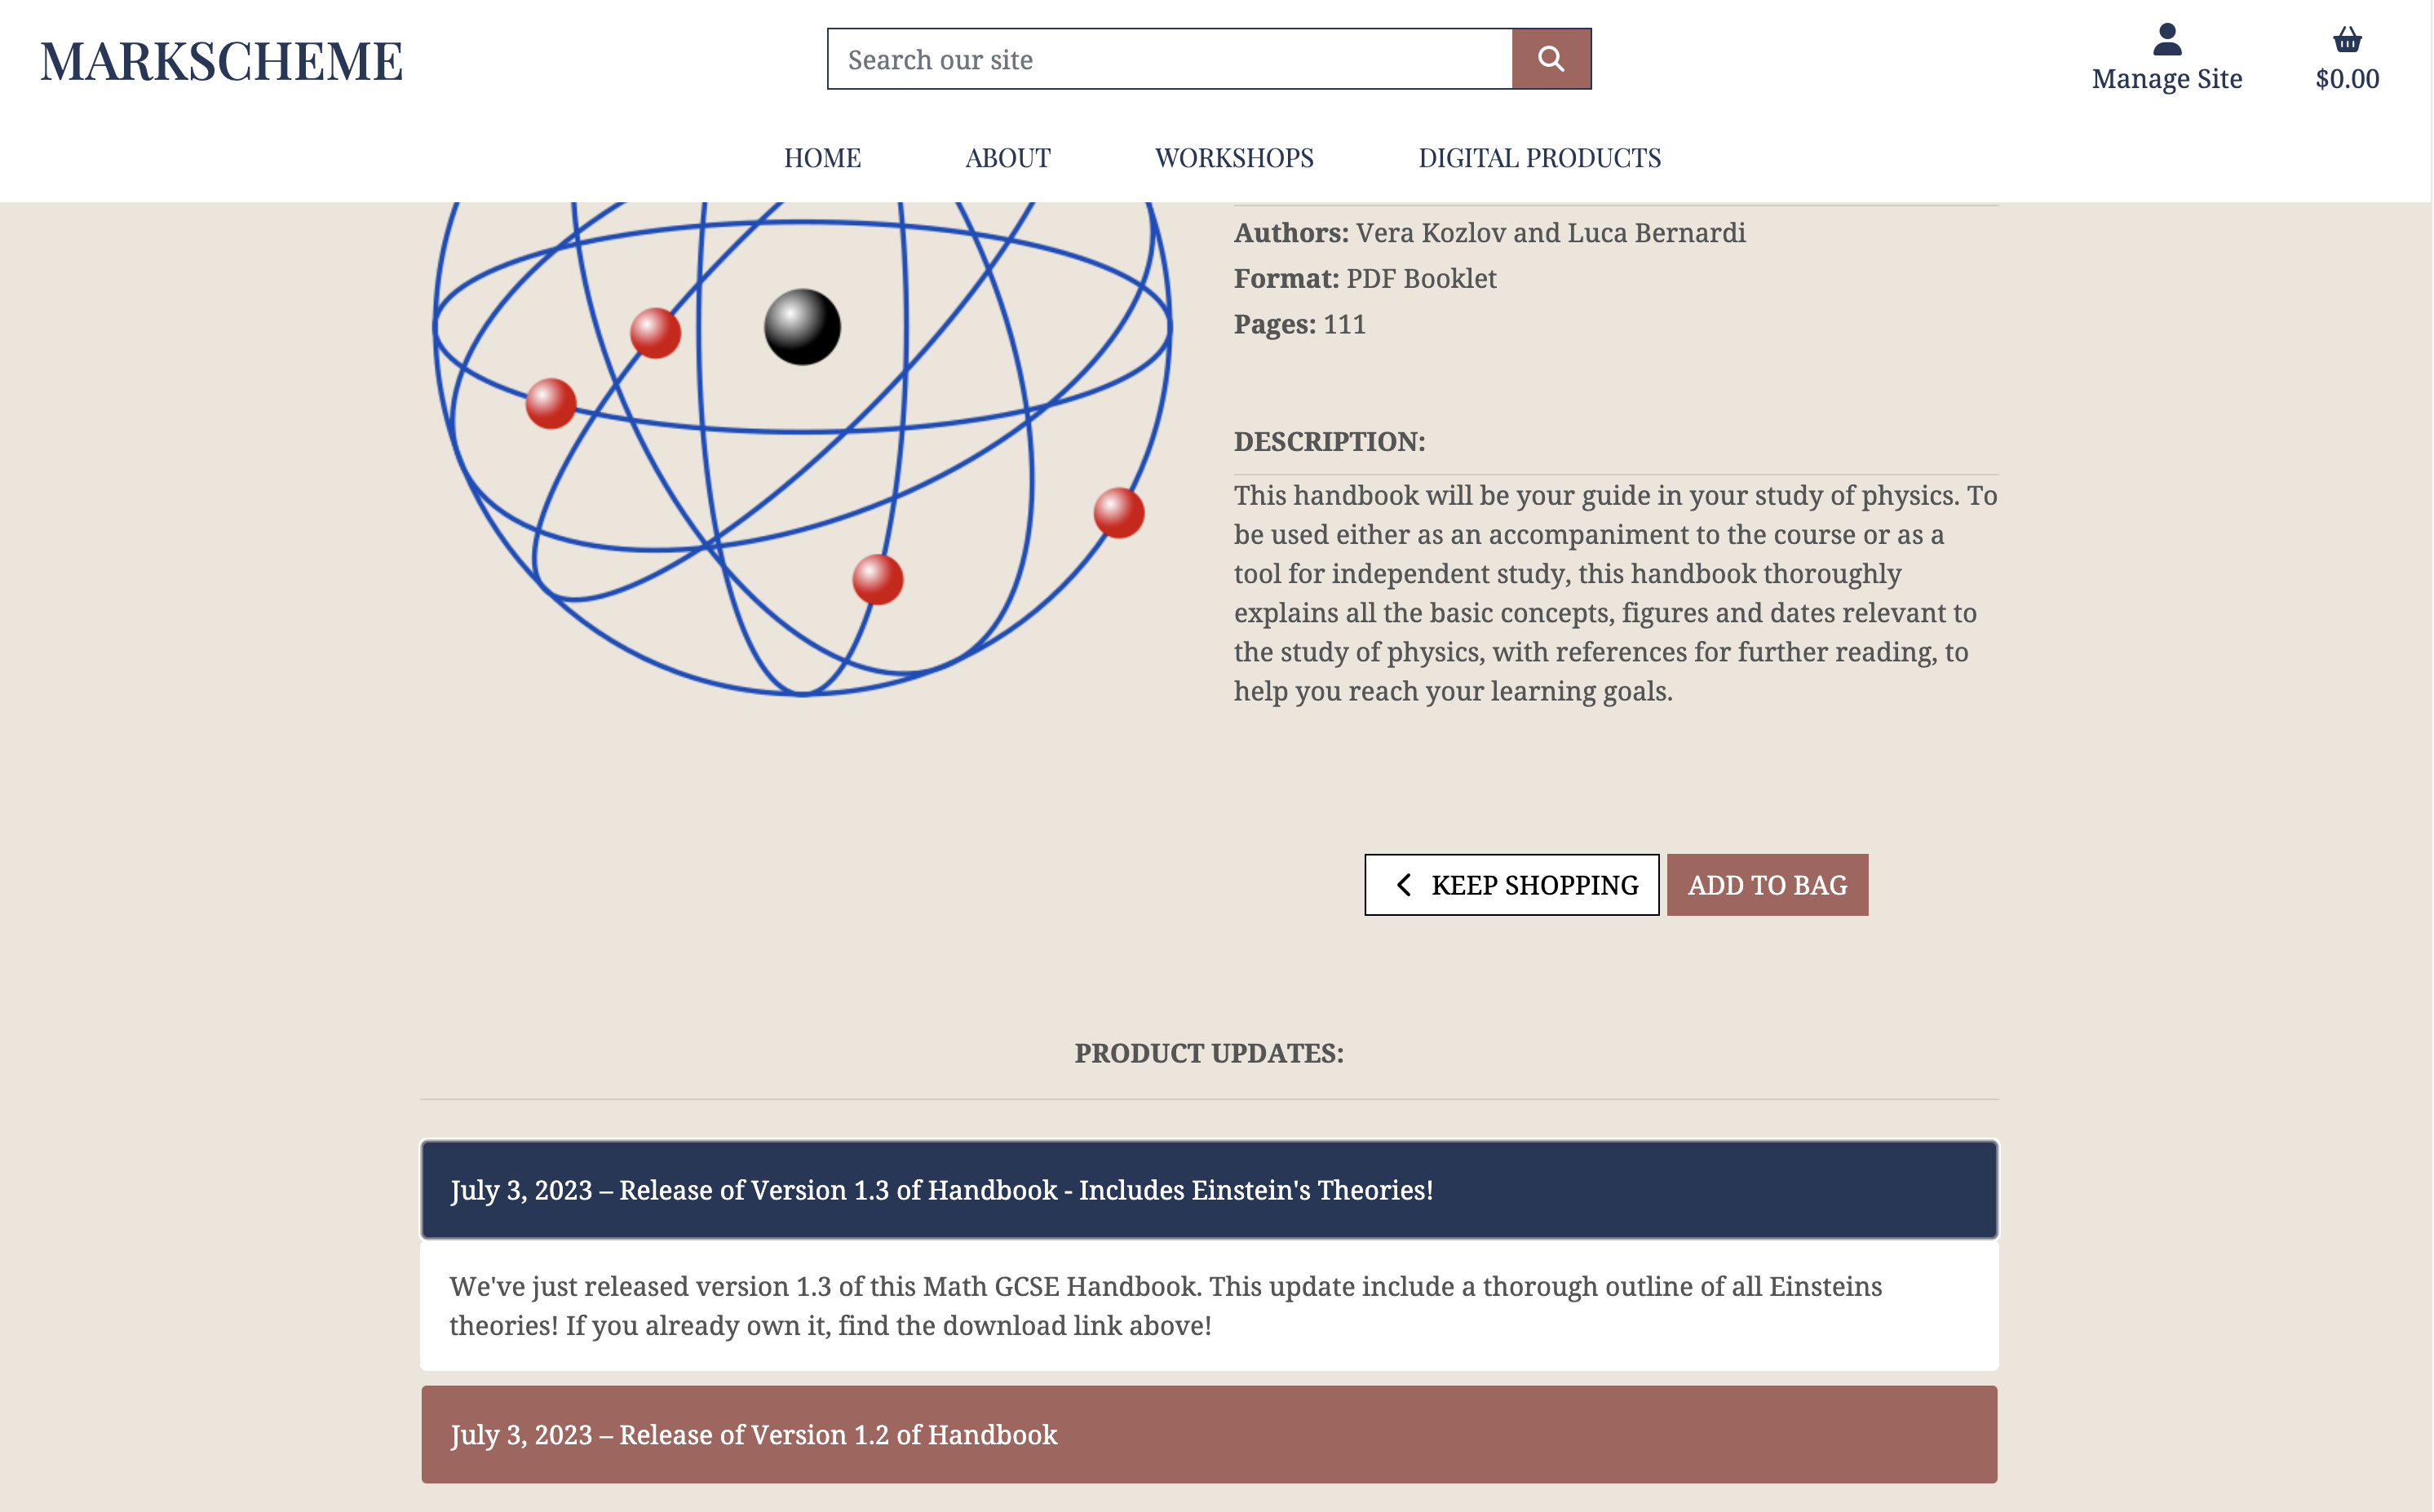 MARKSCHEME
Search our site
Manage Site
$0.00
HOME
ABOUT
WORKSHOPS
DIGITAL PRODUCTS
Authors: Vera Kozlov and Luca Bernardi
Format: PDF Booklet
Pages: 111
DESCRIPTION:
This handbook will be your guide in your study of physics. To
be used either as an accompaniment to the course or as a
tool for independent study, this handbook thoroughly
explains all the basic concepts, figures and dates relevant to
the study of physics, with references for further reading, to
help you reach your learning goals.
KEEP SHOPPING
ADD TO BAG
PRODUCT UPDATES:
July 3, 2023 – Release of Version 1.3 of Handbook - Includes Einstein's Theories!
We've just released version 1.3 of this Math GCSE Handbook. This update include a thorough outline of all Einsteins
theories! If you already own it, find the download link above!
July 3, 2023 – Release of Version 1.2 of Handbook